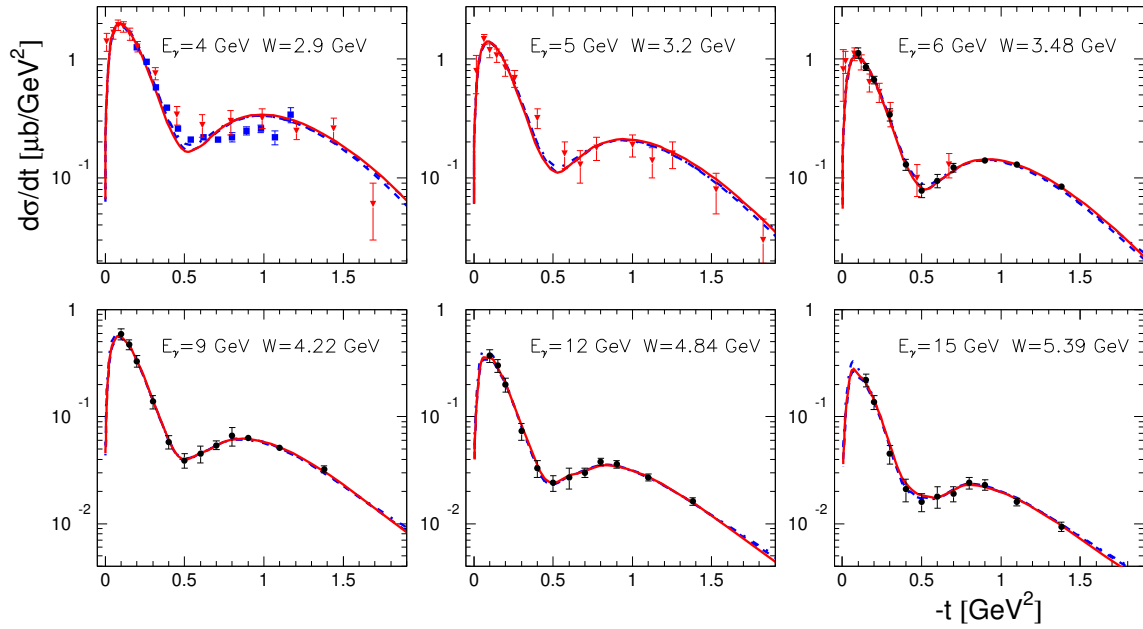 dσ/dt [μb/GeV²]
E_γ=4 GeV W=2.9 GeV
1
10⁻¹
0 0.5 1 1.5
E_γ=5 GeV W=3.2 GeV
1
10⁻¹
0 0.5 1 1.5
E_γ=6 GeV W=3.48 GeV
1
10⁻¹
0 0.5 1 1.5
E_γ=9 GeV W=4.22 GeV
1
10⁻¹
10⁻²
0 0.5 1 1.5
E_γ=12 GeV W=4.84 GeV
1
10⁻¹
10⁻²
0 0.5 1 1.5
E_γ=15 GeV W=5.39 GeV
1
10⁻¹
10⁻²
0 0.5 1 1.5
-t [GeV²]